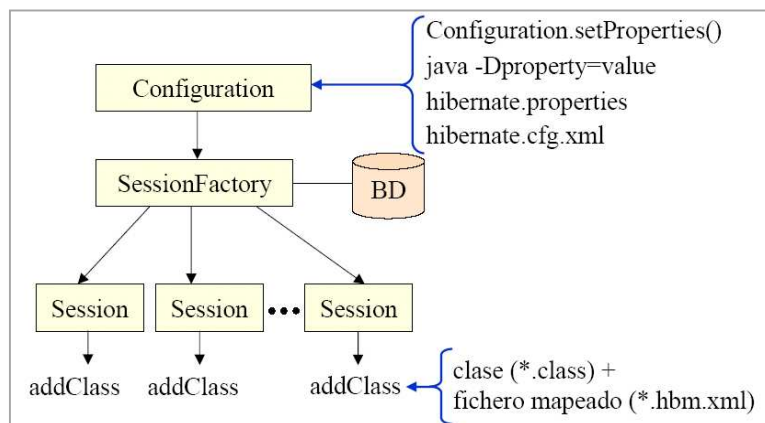 Configuration.setProperties()
java -Dproperty=value
hibernate.properties
hibernate.cfg.xml
Configuration
SessionFactory
BD
Session
Session
Session
addClass
addClass
addClass
clase (*.class) +
fichero mapeado (*.hbm.xml)